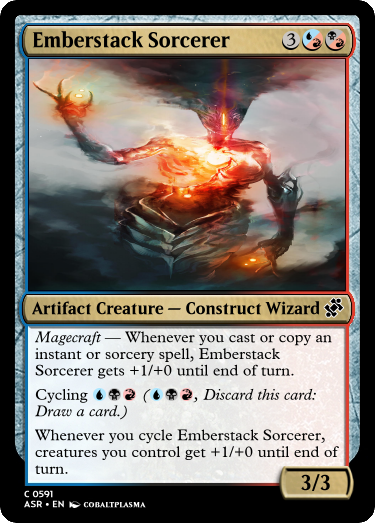 Emberstack Sorcerer 3
Artifact Creature — Construct Wizard
Magecraft — Whenever you cast or copy an
instant or sorcery spell, Emberstack
Sorcerer gets +1/+0 until end of turn.
Cycling (, Discard this card:
Draw a card.)
Whenever you cycle Emberstack Sorcerer,
creatures you control get +1/+0 until end of
turn.
3/3
C 0591
ASR • EN COBALTPLASMA